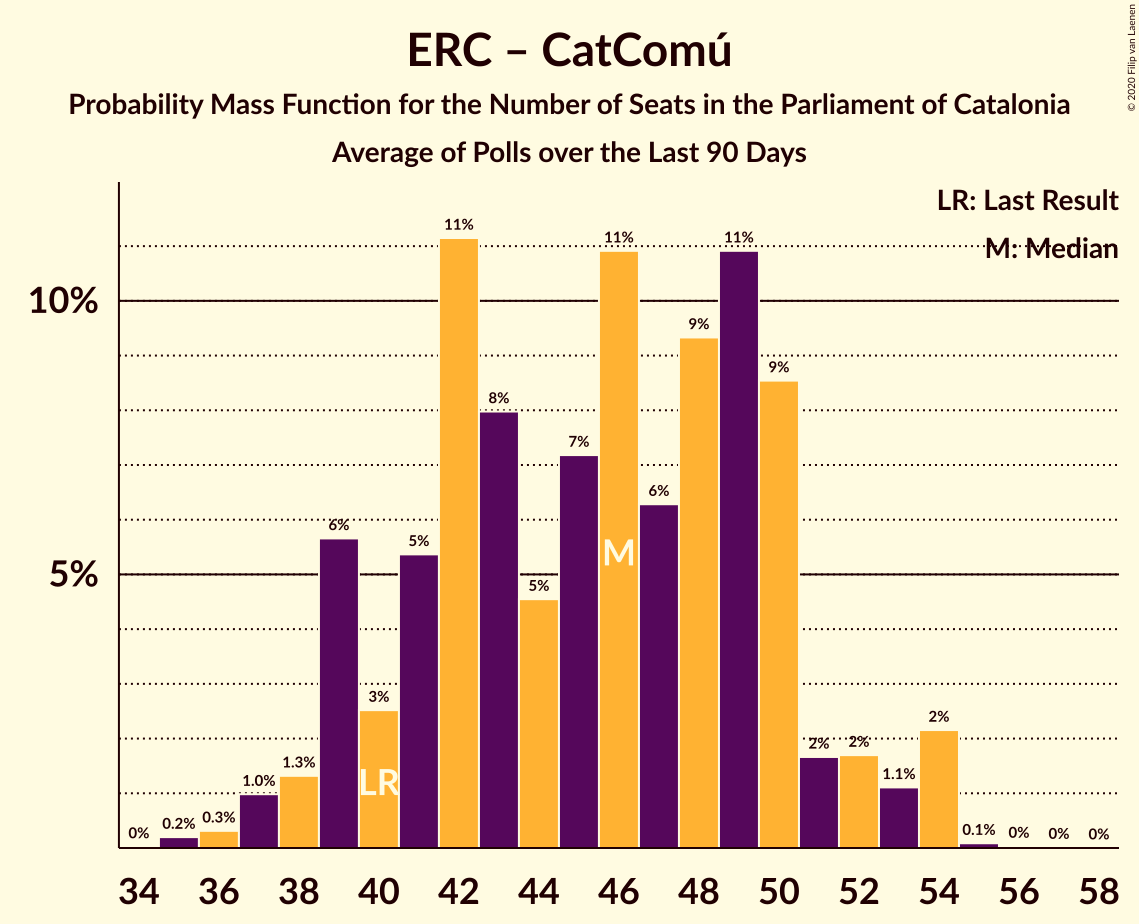 ERC – CatComú
Probability Mass Function for the Number of Seats in the Parliament of Catalonia
Average of Polls over the Last 90 Days
© 2020 Filip van Laenen
LR: Last Result
M: Median
10%
5%
0% 0.2% 0.3% 1.0% 1.3% 6% 3% 5% 11% 8% 5% 7% 11% 6% 9% 11% 9% 2% 2% 1.1% 2% 0.1% 0% 0% 0%
M
LR
34 36 38 40 42 44 46 48 50 52 54 56 58